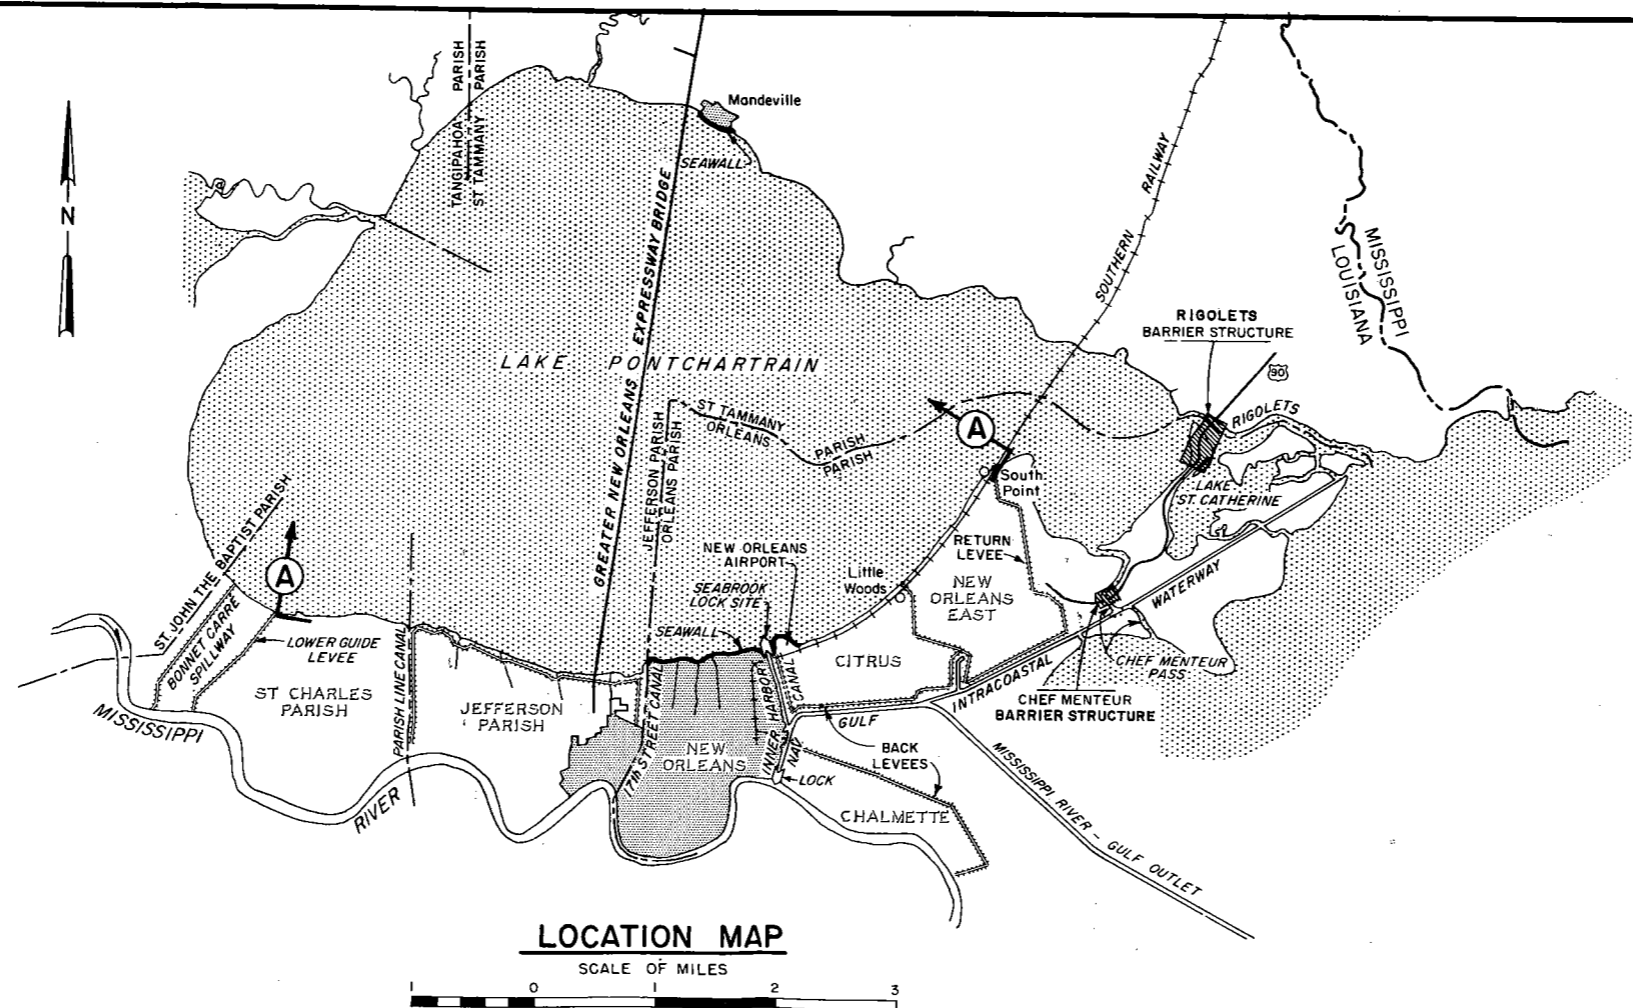 TANGIPAHOA PARISH
ST TAMMANY PARISH
Mandeville
SEAWALL
N
GREATER NEW ORLEANS EXPRESSWAY BRIDGE
SOUTHERN RAILWAY
MISSISSIPPI
LOUISIANA
RIGOLETS
BARRIER STRUCTURE
90
LAKE PONTCHARTRAIN
RIGOLETS
ST TAMMANY PARISH
ORLEANS PARISH
A
JEFFERSON PARISH
ORLEANS PARISH
South
Point
LAKE
ST. CATHERINE
ST. JOHN THE BAPTIST PARISH
A
NEW ORLEANS
AIRPORT
RETURN
LEVEE
Little
Woods
SEABROOK
LOCK SITE
NEW
ORLEANS
EAST
WATERWAY
BONNET CARRE
SPILLWAY
LOWER GUIDE
LEVEE
SEAWALL
CITRUS
CHEF MENTEUR
PASS
ST CHARLES
PARISH
PARISH LINE CANAL
JEFFERSON
PARISH
17th STREET CANAL
INNER HARBOR
NAV. CANAL
INTRACOASTAL
CHEF MENTEUR
BARRIER STRUCTURE
MISSISSIPPI
GULF
NEW
ORLEANS
BACK
LEVEES
LOCK
MISSISSIPPI RIVER - GULF OUTLET
RIVER
CHALMETTE
LOCATION MAP
SCALE OF MILES
1 0 1 2 3